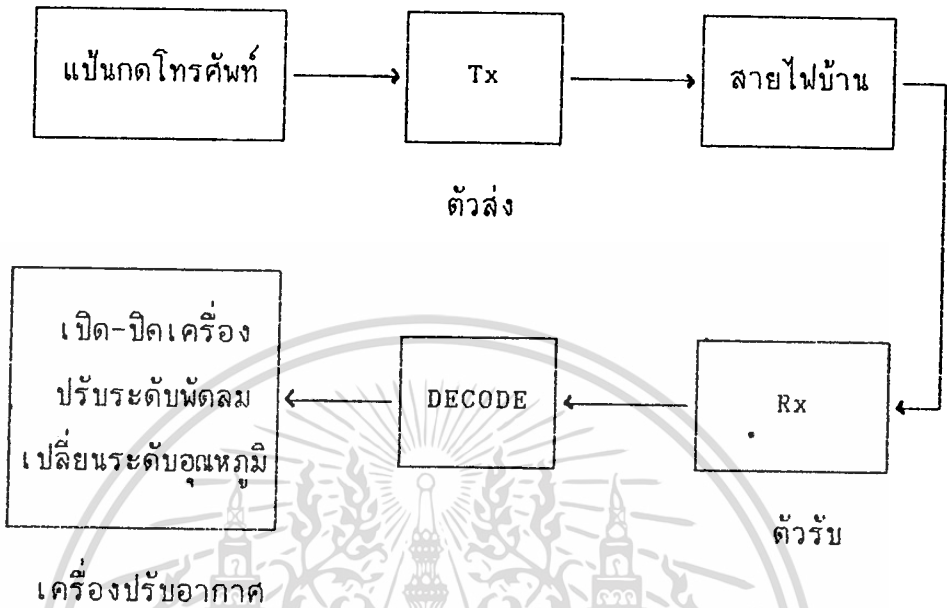 แป้นกดโทรศัพท์
Tx
สายไฟบ้าน
ตัวส่ง
เปิด-ปิดเครื่อง
ปรับระดับพัดลม
เปลี่ยนระดับอุณหภูมิ
DECODE
Rx
ตัวรับ
เครื่องปรับอากาศ